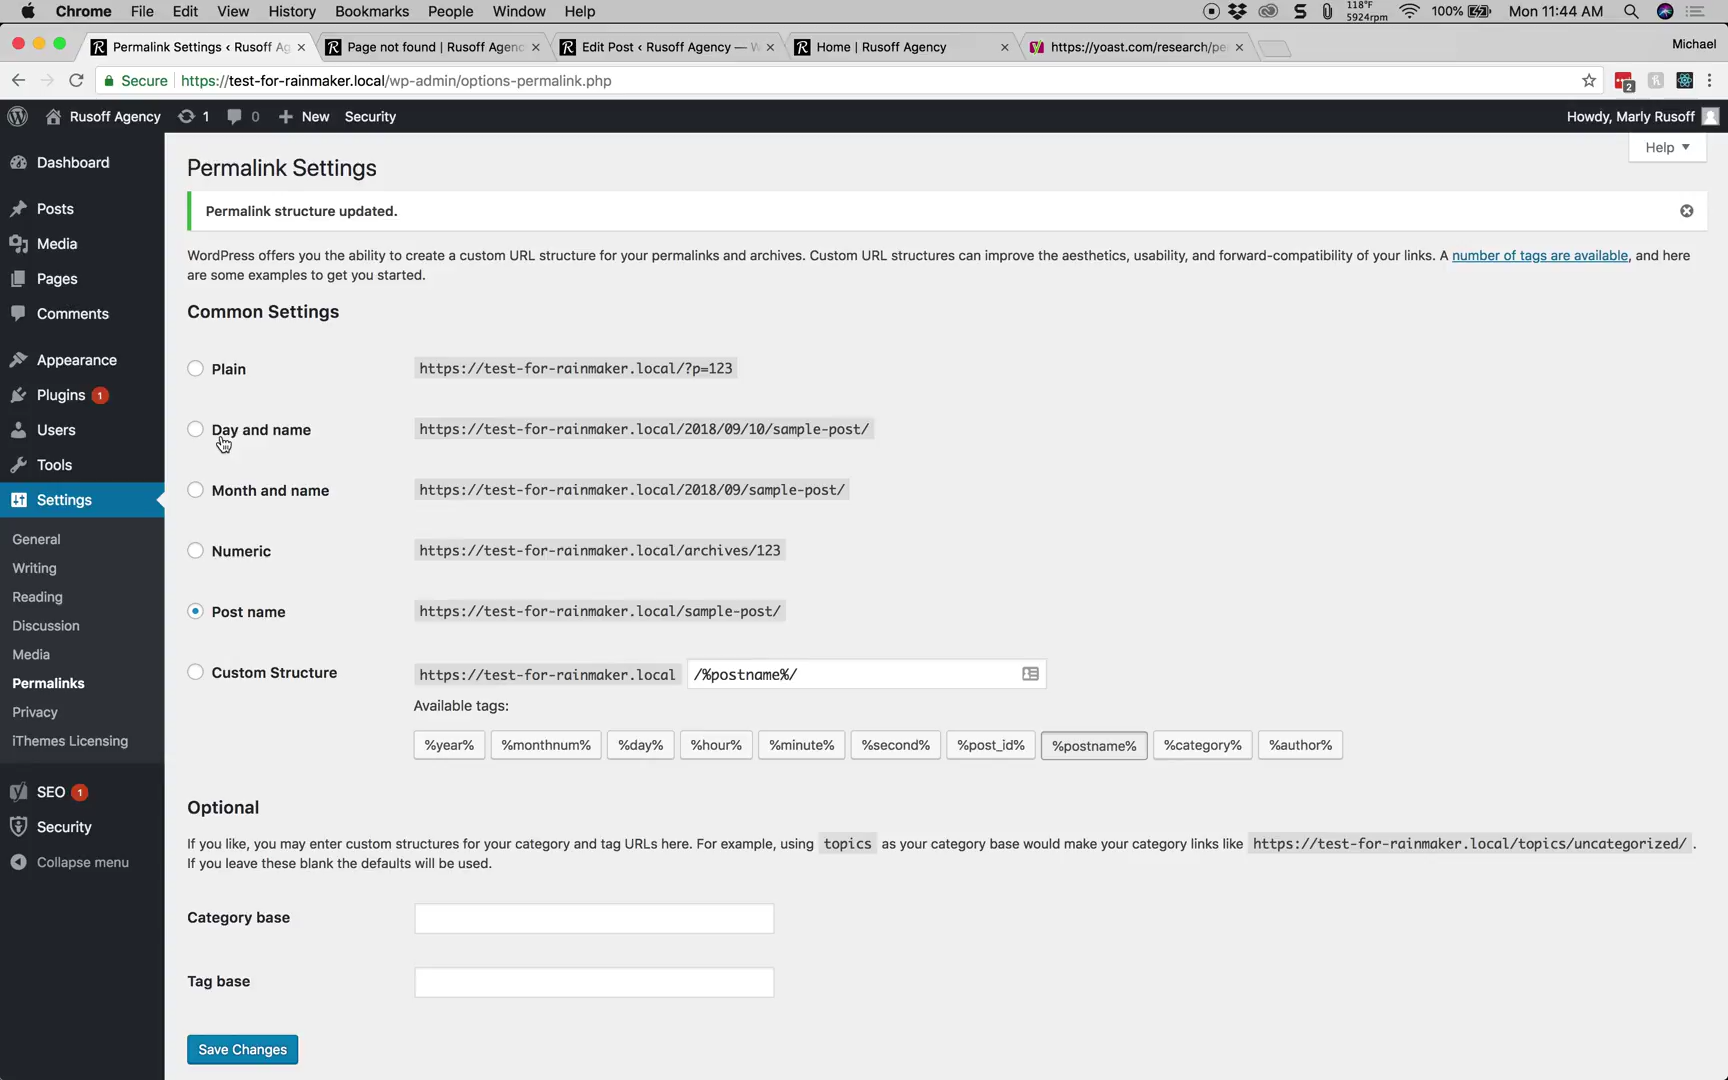 Chrome File Edit View History Bookmarks People Window Help 118°F 5924rpm 100% Mon 11:44 AM
Permalink Settings ‹ Rusoff Ag Page not found | Rusoff Agenc Edit Post ‹ Rusoff Agency — W Home | Rusoff Agency https://yoast.com/research/pe Michael
Secure https://test-for-rainmaker.local/wp-admin/options-permalink.php 2
Rusoff Agency 1 0 New Security Howdy, Marly Rusoff
Help
Dashboard
Posts
Media
Pages
Comments
Appearance
Plugins 1
Users
Tools
Settings
General
Writing
Reading
Discussion
Media
Permalinks
Privacy
iThemes Licensing
SEO 1
Security
Collapse menu
Permalink Settings
Permalink structure updated.
WordPress offers you the ability to create a custom URL structure for your permalinks and archives. Custom URL structures can improve the aesthetics, usability, and forward-compatibility of your links. A number of tags are available, and here
are some examples to get you started.
Common Settings
Plain https://test-for-rainmaker.local/?p=123
Day and name https://test-for-rainmaker.local/2018/09/10/sample-post/
Month and name https://test-for-rainmaker.local/2018/09/sample-post/
Numeric https://test-for-rainmaker.local/archives/123
Post name https://test-for-rainmaker.local/sample-post/
Custom Structure https://test-for-rainmaker.local /%postname%/
Available tags:
%year% %monthnum% %day% %hour% %minute% %second% %post_id% %postname% %category% %author%
Optional
If you like, you may enter custom structures for your category and tag URLs here. For example, using topics as your category base would make your category links like https://test-for-rainmaker.local/topics/uncategorized/ .
If you leave these blank the defaults will be used.
Category base
Tag base
Save Changes